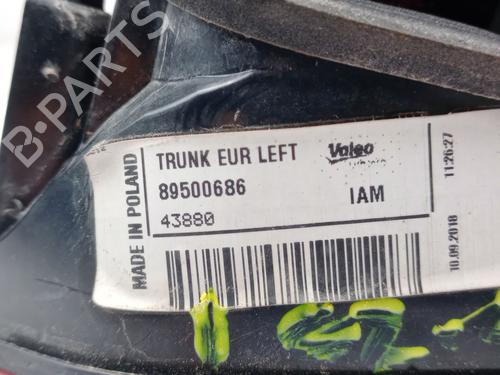 B-PARTS
MADE IN POLAND
TRUNK EUR LEFT
Valeo
89500686
IAM
43880
11:26:27
10.09.2018